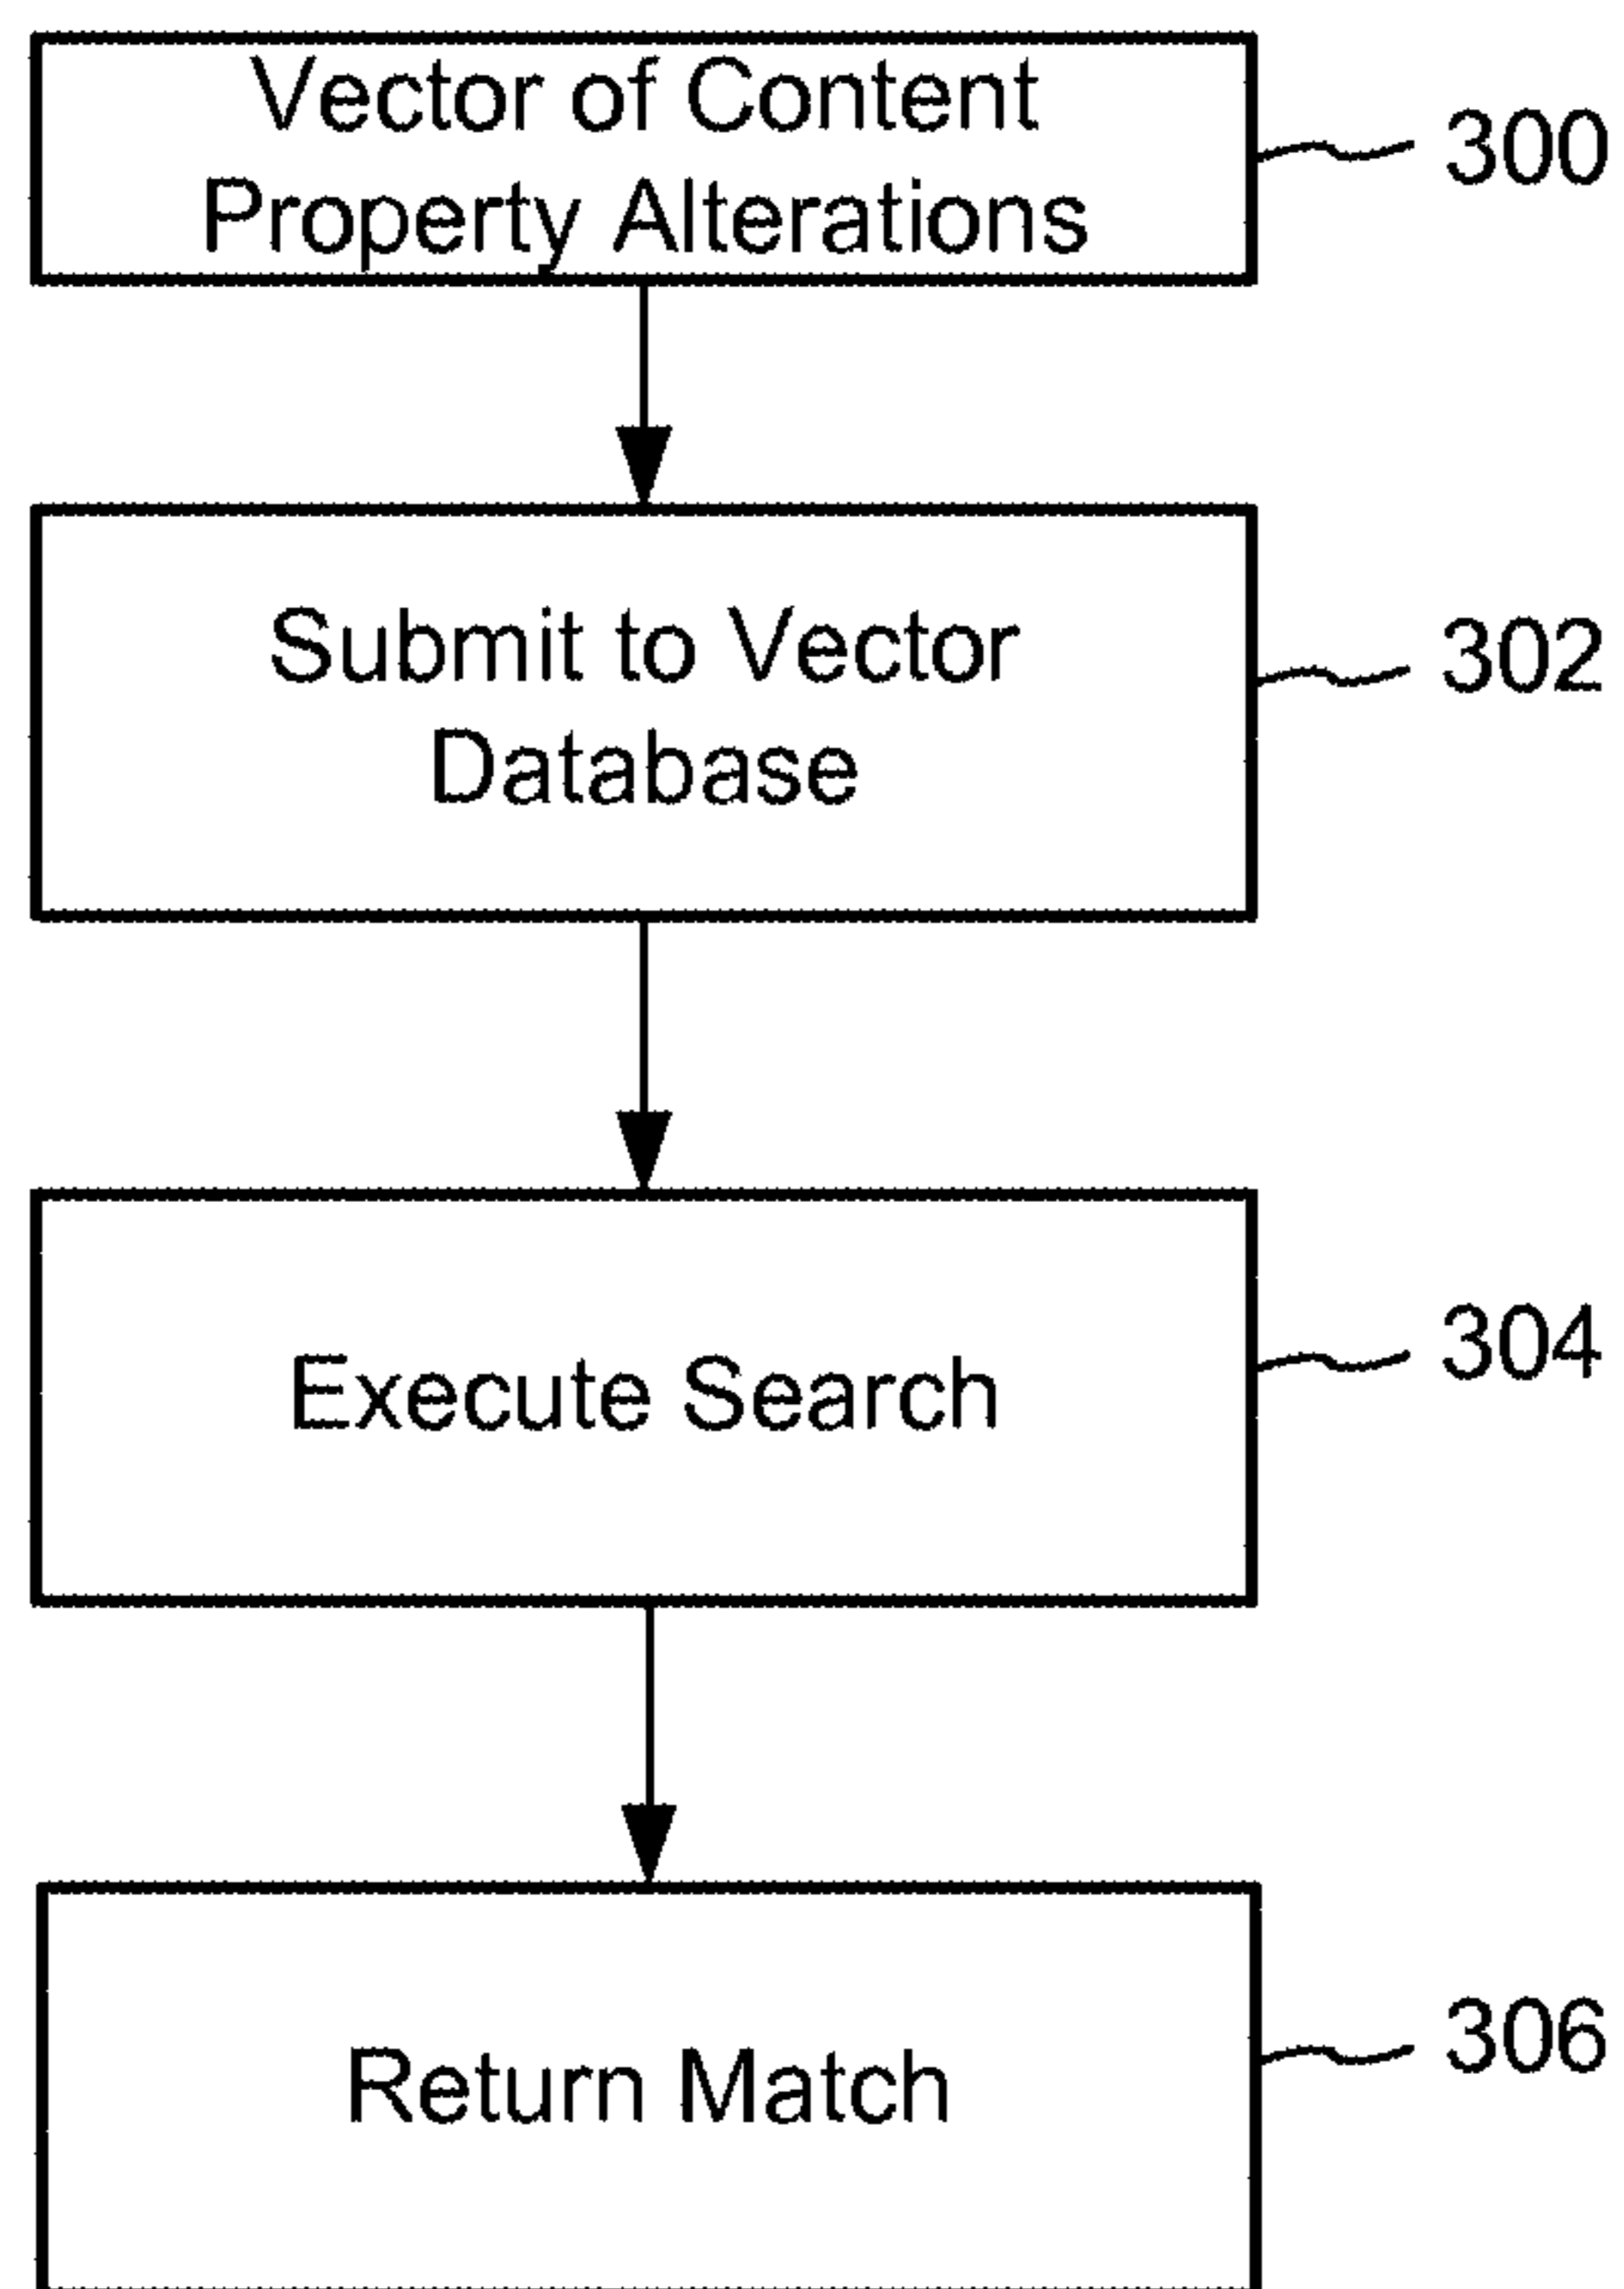 Vector of Content
Property Alterations
300
Submit to Vector
Database
302
Execute Search
304
Return Match
306